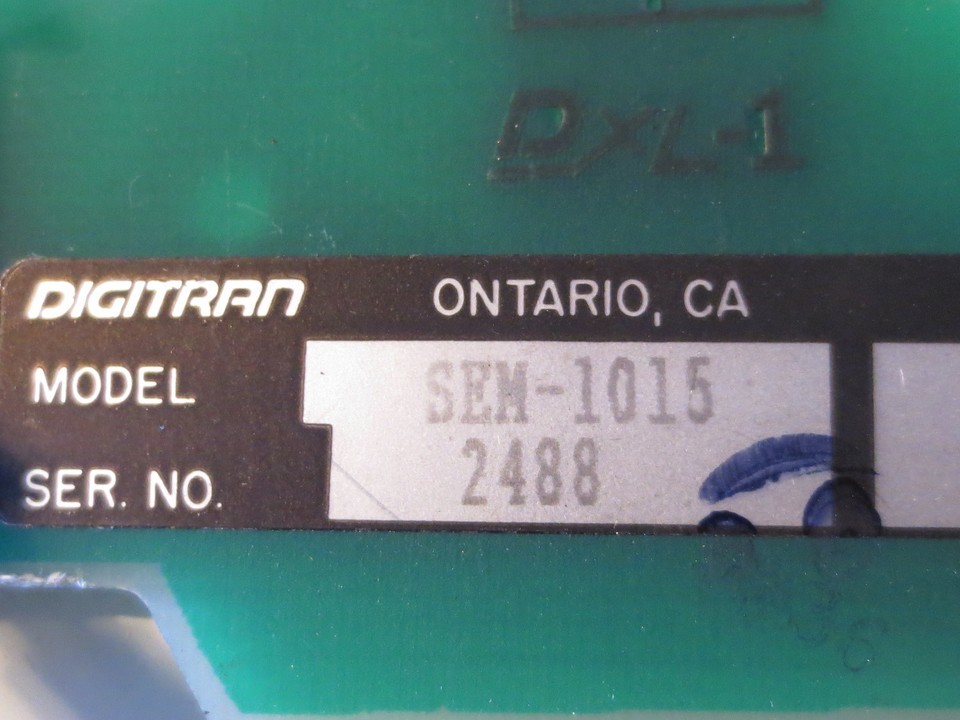 DXL-1
DIGITRAN ONTARIO, CA
MODEL SEM-1015
SER. NO. 2488